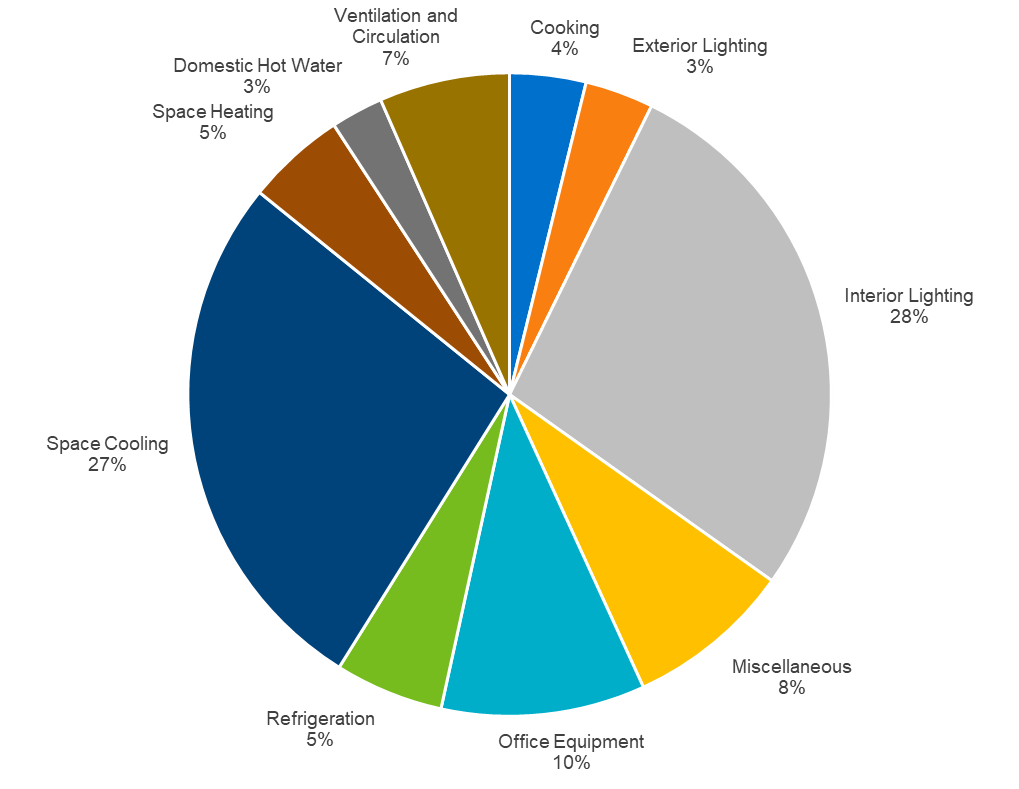 Ventilation and
Circulation
7%
Cooking
4%
Exterior Lighting
3%
Domestic Hot Water
3%
Space Heating
5%
Interior Lighting
28%
Space Cooling
27%
Miscellaneous
8%
Refrigeration
5%
Office Equipment
10%